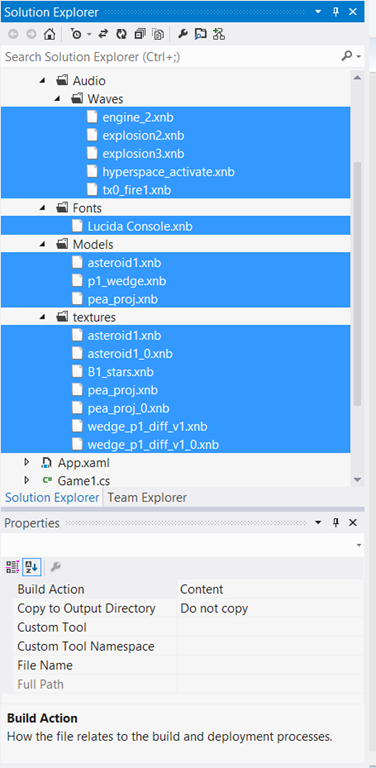 Solution Explorer
Search Solution Explorer (Ctrl+;)
Audio
Waves
engine_2.xnb
explosion2.xnb
explosion3.xnb
hyperspace_activate.xnb
tx0_fire1.xnb
Fonts
Lucida Console.xnb
Models
asteroid1.xnb
p1_wedge.xnb
pea_proj.xnb
textures
asteroid1.xnb
asteroid1_0.xnb
B1_stars.xnb
pea_proj.xnb
pea_proj_0.xnb
wedge_p1_diff_v1.xnb
wedge_p1_diff_v1_0.xnb
App.xaml
C# Game1.cs
Solution Explorer Team Explorer
Properties
Build Action Content
Copy to Output Directory Do not copy
Custom Tool
Custom Tool Namespace
File Name
Full Path
Build Action
How the file relates to the build and deployment processes.